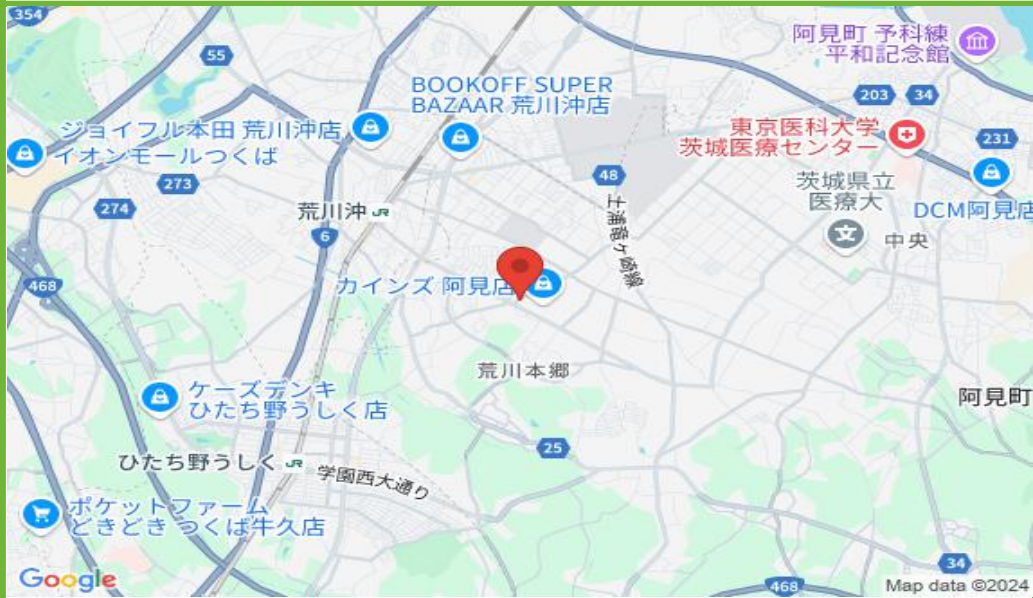 354
55
BOOKOFF SUPER
BAZAAR 荒川沖店
阿見町 予科練
平和記念館
203
34
ジョイフル本田 荒川沖店
イオンモールつくば
東京医科大学
茨城医療センター
231
273
48
274
荒川沖 JR
土浦竜ヶ崎線
茨城県立
医療大
DCM阿見店
6
中央
468
カインズ 阿見店
荒川本郷
ケーズデンキ
ひたち野うしく店
阿見町
25
ひたち野うしく JR
学園西大通り
ポケットファーム
どきどき つくば牛久店
34
Google
468
Map data ©2024